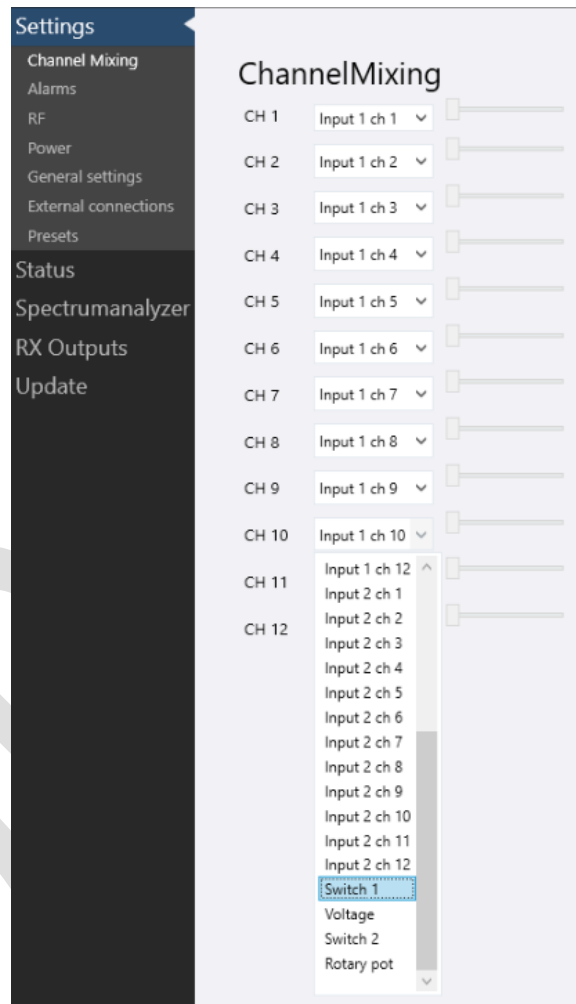 Settings
Channel Mixing
Alarms
RF
Power
General settings
External connections
Presets
Status
Spectrumanalyzer
RX Outputs
Update
ChannelMixing
CH 1 Input 1 ch 1
CH 2 Input 1 ch 2
CH 3 Input 1 ch 3
CH 4 Input 1 ch 4
CH 5 Input 1 ch 5
CH 6 Input 1 ch 6
CH 7 Input 1 ch 7
CH 8 Input 1 ch 8
CH 9 Input 1 ch 9
CH 10 Input 1 ch 10
CH 11
CH 12
Input 1 ch 12
Input 2 ch 1
Input 2 ch 2
Input 2 ch 3
Input 2 ch 4
Input 2 ch 5
Input 2 ch 6
Input 2 ch 7
Input 2 ch 8
Input 2 ch 9
Input 2 ch 10
Input 2 ch 11
Input 2 ch 12
Switch 1
Voltage
Switch 2
Rotary pot